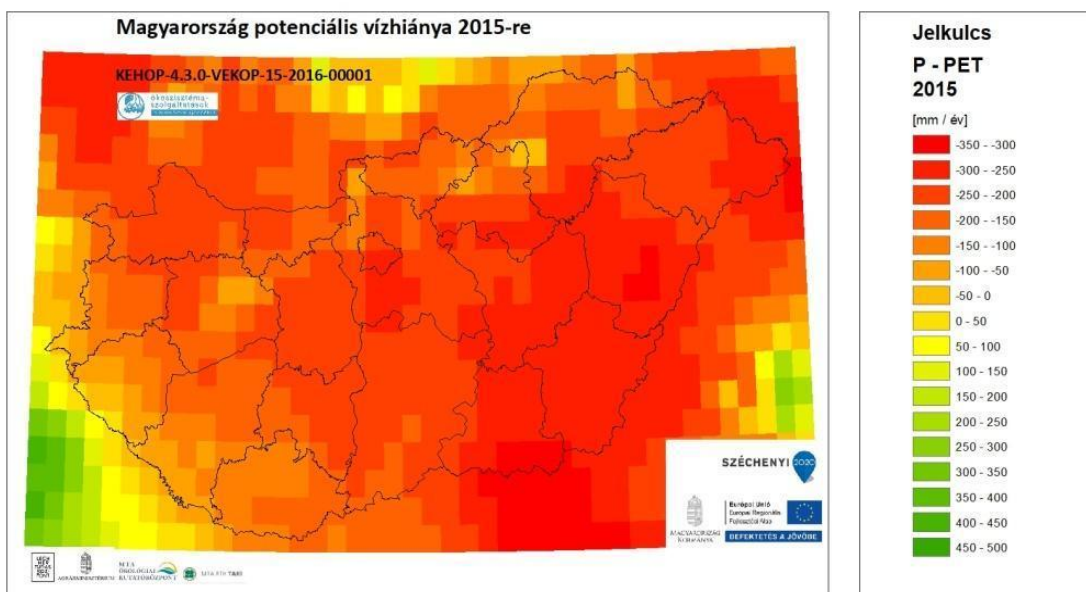 Magyarország potenciális vízhiánya 2015-re
KEHOP-4.3.0-VEKOP-15-2016-00001
ökoszisztéma-
szolgáltatások
Jelkulcs
P - PET
2015
[mm / év]
-350 - -300
-300 - -250
-250 - -200
-200 - -150
-150 - -100
-100 - -50
-50 - 0
0 - 50
50 - 100
100 - 150
150 - 200
200 - 250
250 - 300
300 - 350
350 - 400
400 - 450
450 - 500
SZÉCHENYI 2020
MAGYARORSZÁG
KORMÁNYA
Európai Unió
Európai Regionális
Fejlesztési Alap
BEFEKTETÉS A JÖVŐBE
AGRÁRMINISZTÉRIUM
MTA
ÖKOLÓGIAI
KUTATÓKÖZPONT